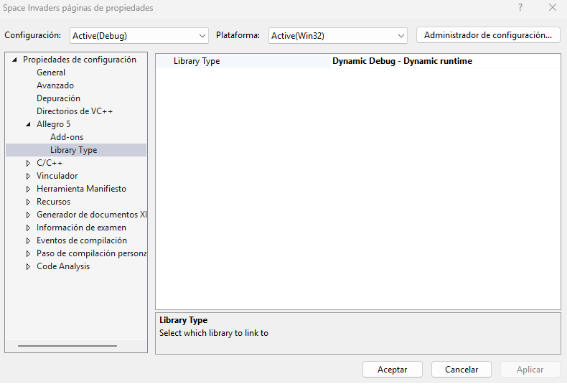 Space Invaders páginas de propiedades
Configuración: Active(Debug) Plataforma: Active(Win32) Administrador de configuración...
Propiedades de configuración
General
Avanzado
Depuración
Directorios de VC++
Allegro 5
Add-ons
Library Type
C/C++
Vinculador
Herramienta Manifiesto
Recursos
Generador de documentos XI
Información de examen
Eventos de compilación
Paso de compilación persona
Code Analysis
Library Type Dynamic Debug - Dynamic runtime
Library Type
Select which library to link to
Aceptar Cancelar Aplicar